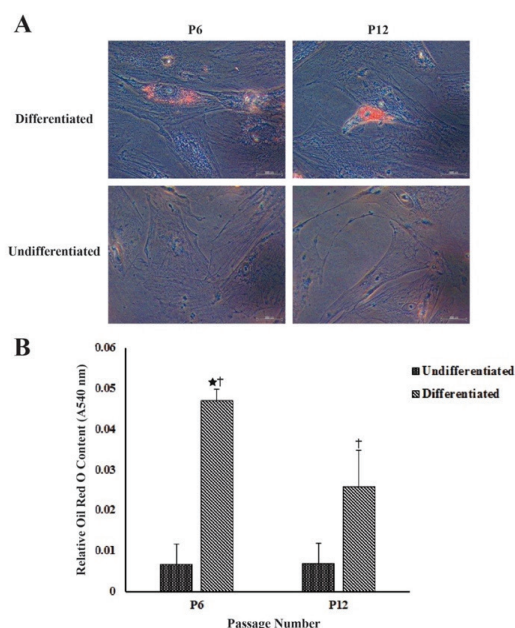 A
P6
P12
Differentiated
Undifferentiated
B
0.06
0.05
0.04
0.03
0.02
0.01
0
Relative Oil Red O Content (A540 nm)
★†
†
Undifferentiated
Differentiated
P6
P12
Passage Number